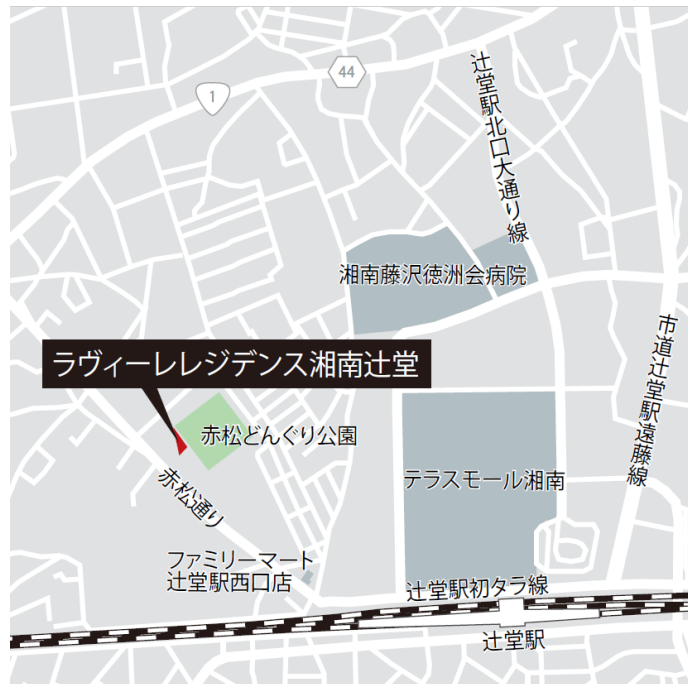 44
1
辻堂駅北口大通り線
湘南藤沢徳洲会病院
市道辻堂駅遠藤線
ラヴィーレレジデンス湘南辻堂
赤松どんぐり公園
テラスモール湘南
赤松通り
ファミリーマート
辻堂駅西口店
辻堂駅初タラ線
辻堂駅